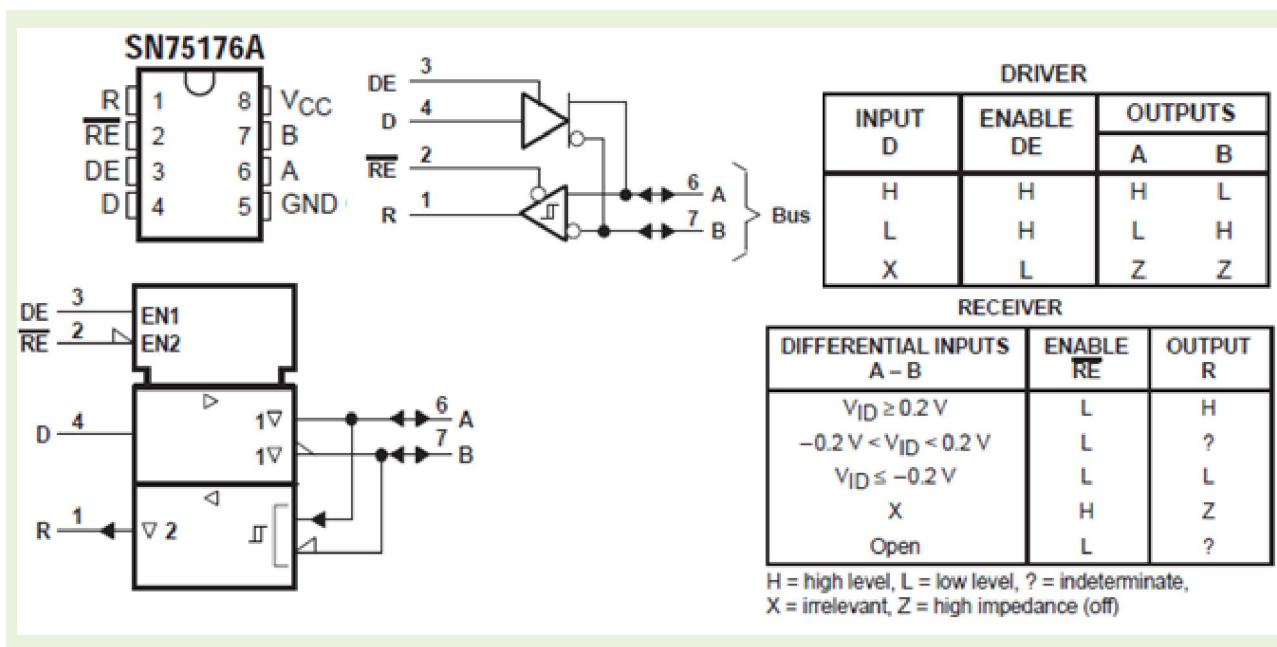 SN75176A
R 1 8 VCC
RE 2 7 B
DE 3 6 A
D 4 5 GND
DE 3
D 4
RE 2
R 1
6 A
7 B
Bus
DRIVER
INPUT D ENABLE DE OUTPUTS
A B
H H H L
L H L H
X L Z Z
DE 3 EN1
RE 2 EN2
D 4
1 6 A
1 7 B
R 1 2
RECEIVER
DIFFERENTIAL INPUTS A – B ENABLE RE OUTPUT R
VID ≥ 0.2 V L H
–0.2 V < VID < 0.2 V L ?
VID ≤ –0.2 V L L
X H Z
Open L ?
H = high level, L = low level, ? = indeterminate,
X = irrelevant, Z = high impedance (off)